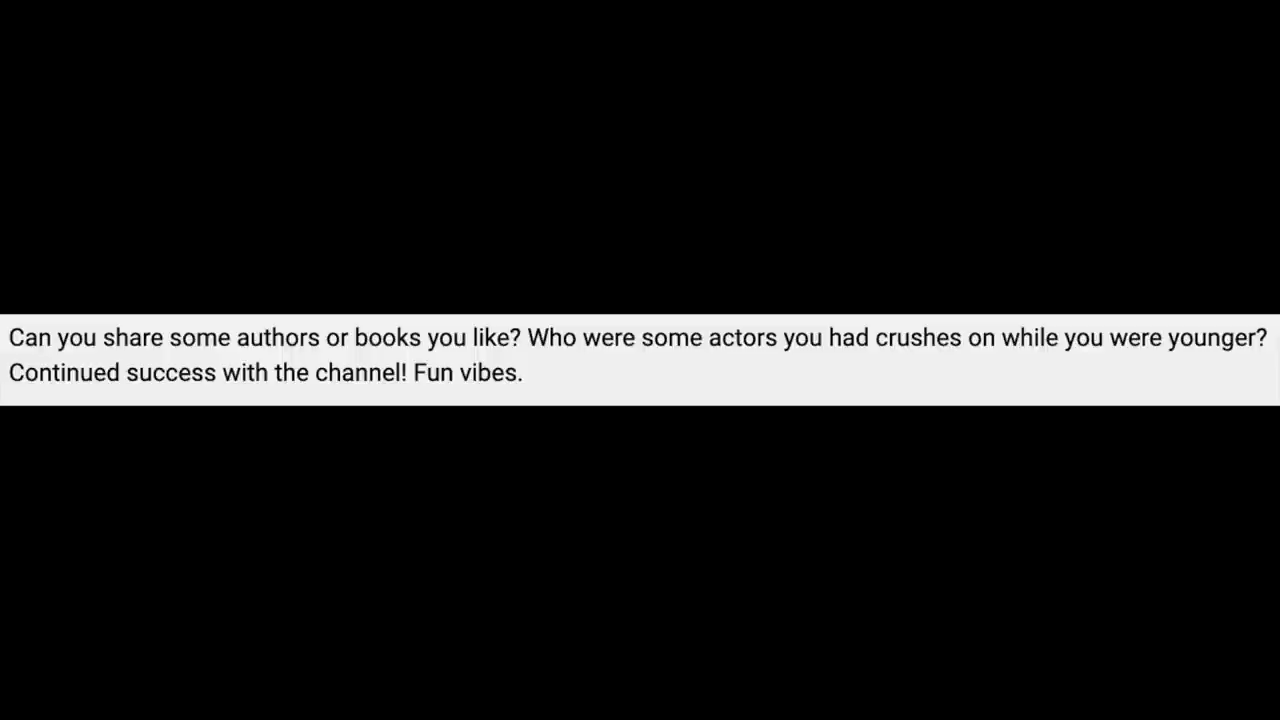 Can you share some authors or books you like? Who were some actors you had crushes on while you were younger?
Continued success with the channel! Fun vibes.